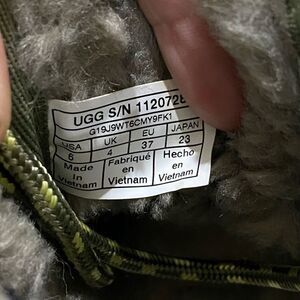 UGG S/N 1120728
G19J9WT6CMY9FK1
USA UK EU JAPAN
6 4 37 23
Made in Vietnam
Fabriqué en Vietnam
Hecho en Vietnam